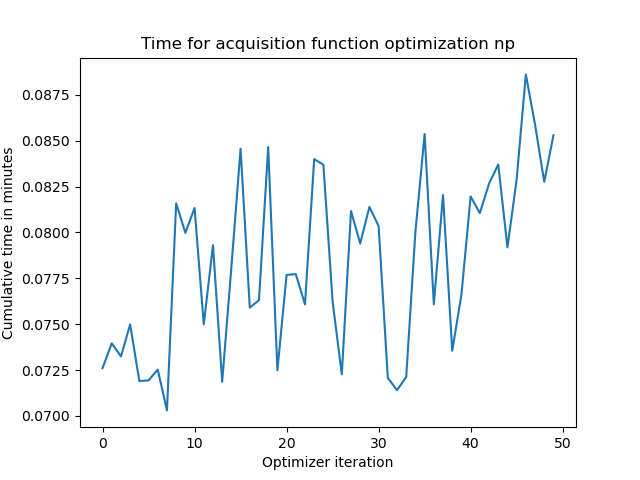 Time for acquisition function optimization np
Cumulative time in minutes
0.0875
0.0850
0.0825
0.0800
0.0775
0.0750
0.0725
0.0700
0 10 20 30 40 50
Optimizer iteration